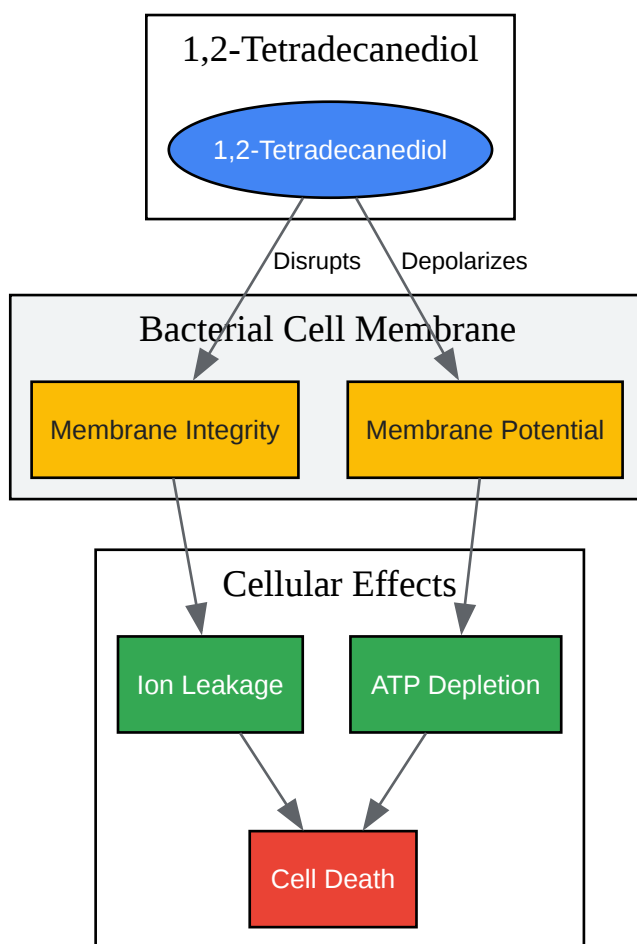 1,2-Tetradecanediol
1,2-Tetradecanediol
Disrupts
Depolarizes
Bacterial Cell Membrane
Membrane Integrity
Membrane Potential
Cellular Effects
Ion Leakage
ATP Depletion
Cell Death